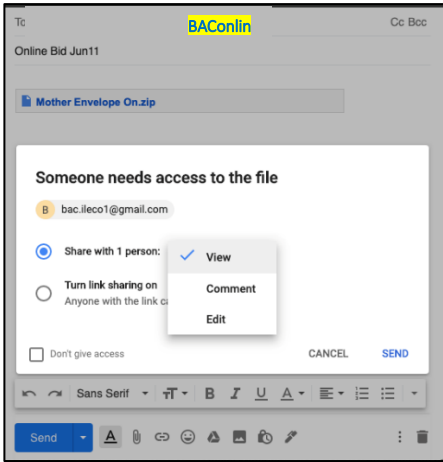 To
BAConlin
Cc Bcc
Online Bid Jun11
Mother Envelope On.zip
Someone needs access to the file
B bac.ileco1@gmail.com
Share with 1 person:
View
Comment
Edit
Turn link sharing on
Anyone with the link
Don't give access
CANCEL SEND
Sans Serif
B I U A
Send A